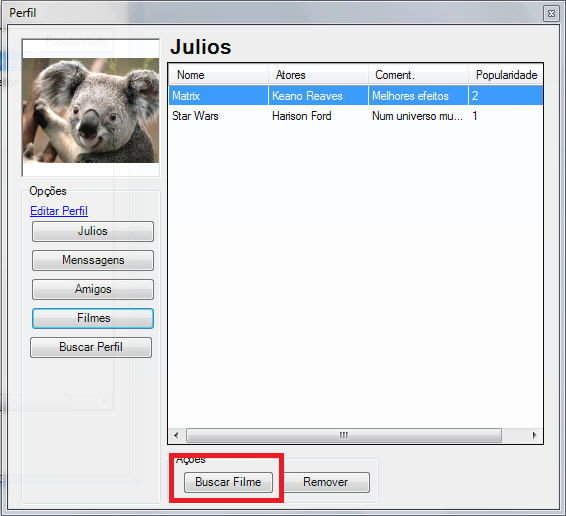 Perfil
Julios
Nome Atores Coment. Popularidade
Matrix Keano Reaves Melhores efeitos 2
Star Wars Harison Ford Num universo mu... 1
Opções
Editar Perfil
Julios
Menssagens
Amigos
Filmes
Buscar Perfil
Ações
Buscar Filme Remover